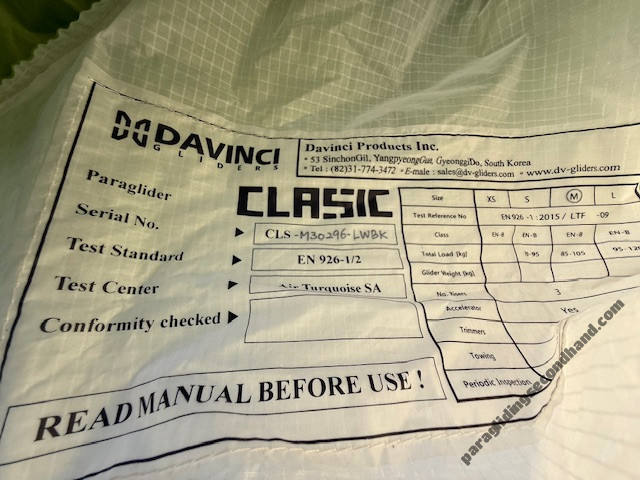 DAVINCI
GLIDERS
Davinci Products Inc.
• 53 SinchonGil, YangpyeongGun, GyeonggiDo, South Korea
• Tel : (82)31-774-3472 • E-male : sales@dv-gliders.com • www.dv-gliders.com
Paraglider CLASIC
Serial No. ▶ CLS -M30296-LWBK
Test Standard ▶ EN 926-1/2
Test Center ▶ Air Turquoise SA
Conformity checked ▶
READ MANUAL BEFORE USE !
Size XS S M L
Test Reference No EN 926 -1 : 2015 / LTF -09
Class EN-B EN-B EN-B EN-B
Total Load (kg) 85-105
Glider Weight (kg)
No. Risers 3
Accelerator Yes
Trimmers
Towing
Periodic Inspection
paraglidingsecondhand.com